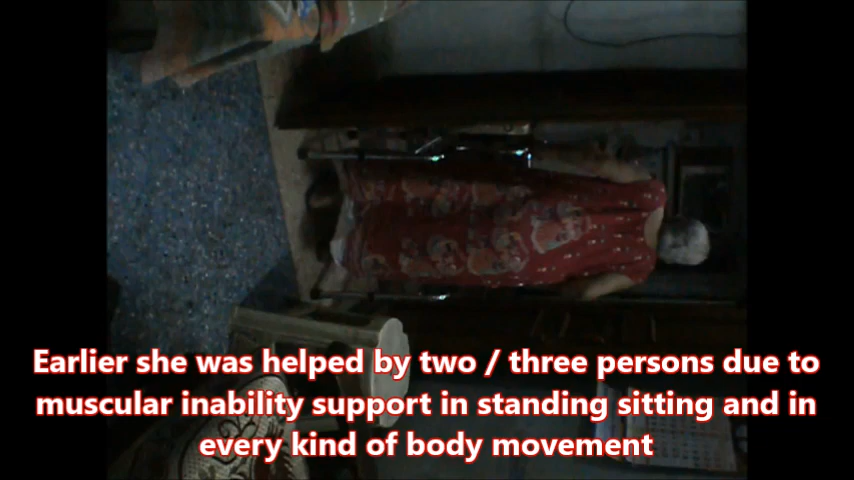 Earlier she was helped by two / three persons due to
muscular inability support in standing sitting and in
every kind of body movement